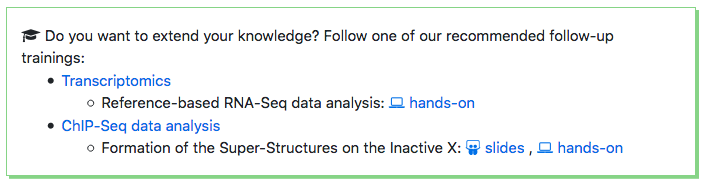 Do you want to extend your knowledge? Follow one of our recommended follow-up
trainings:
Transcriptomics
Reference-based RNA-Seq data analysis: hands-on
ChIP-Seq data analysis
Formation of the Super-Structures on the Inactive X: slides , hands-on